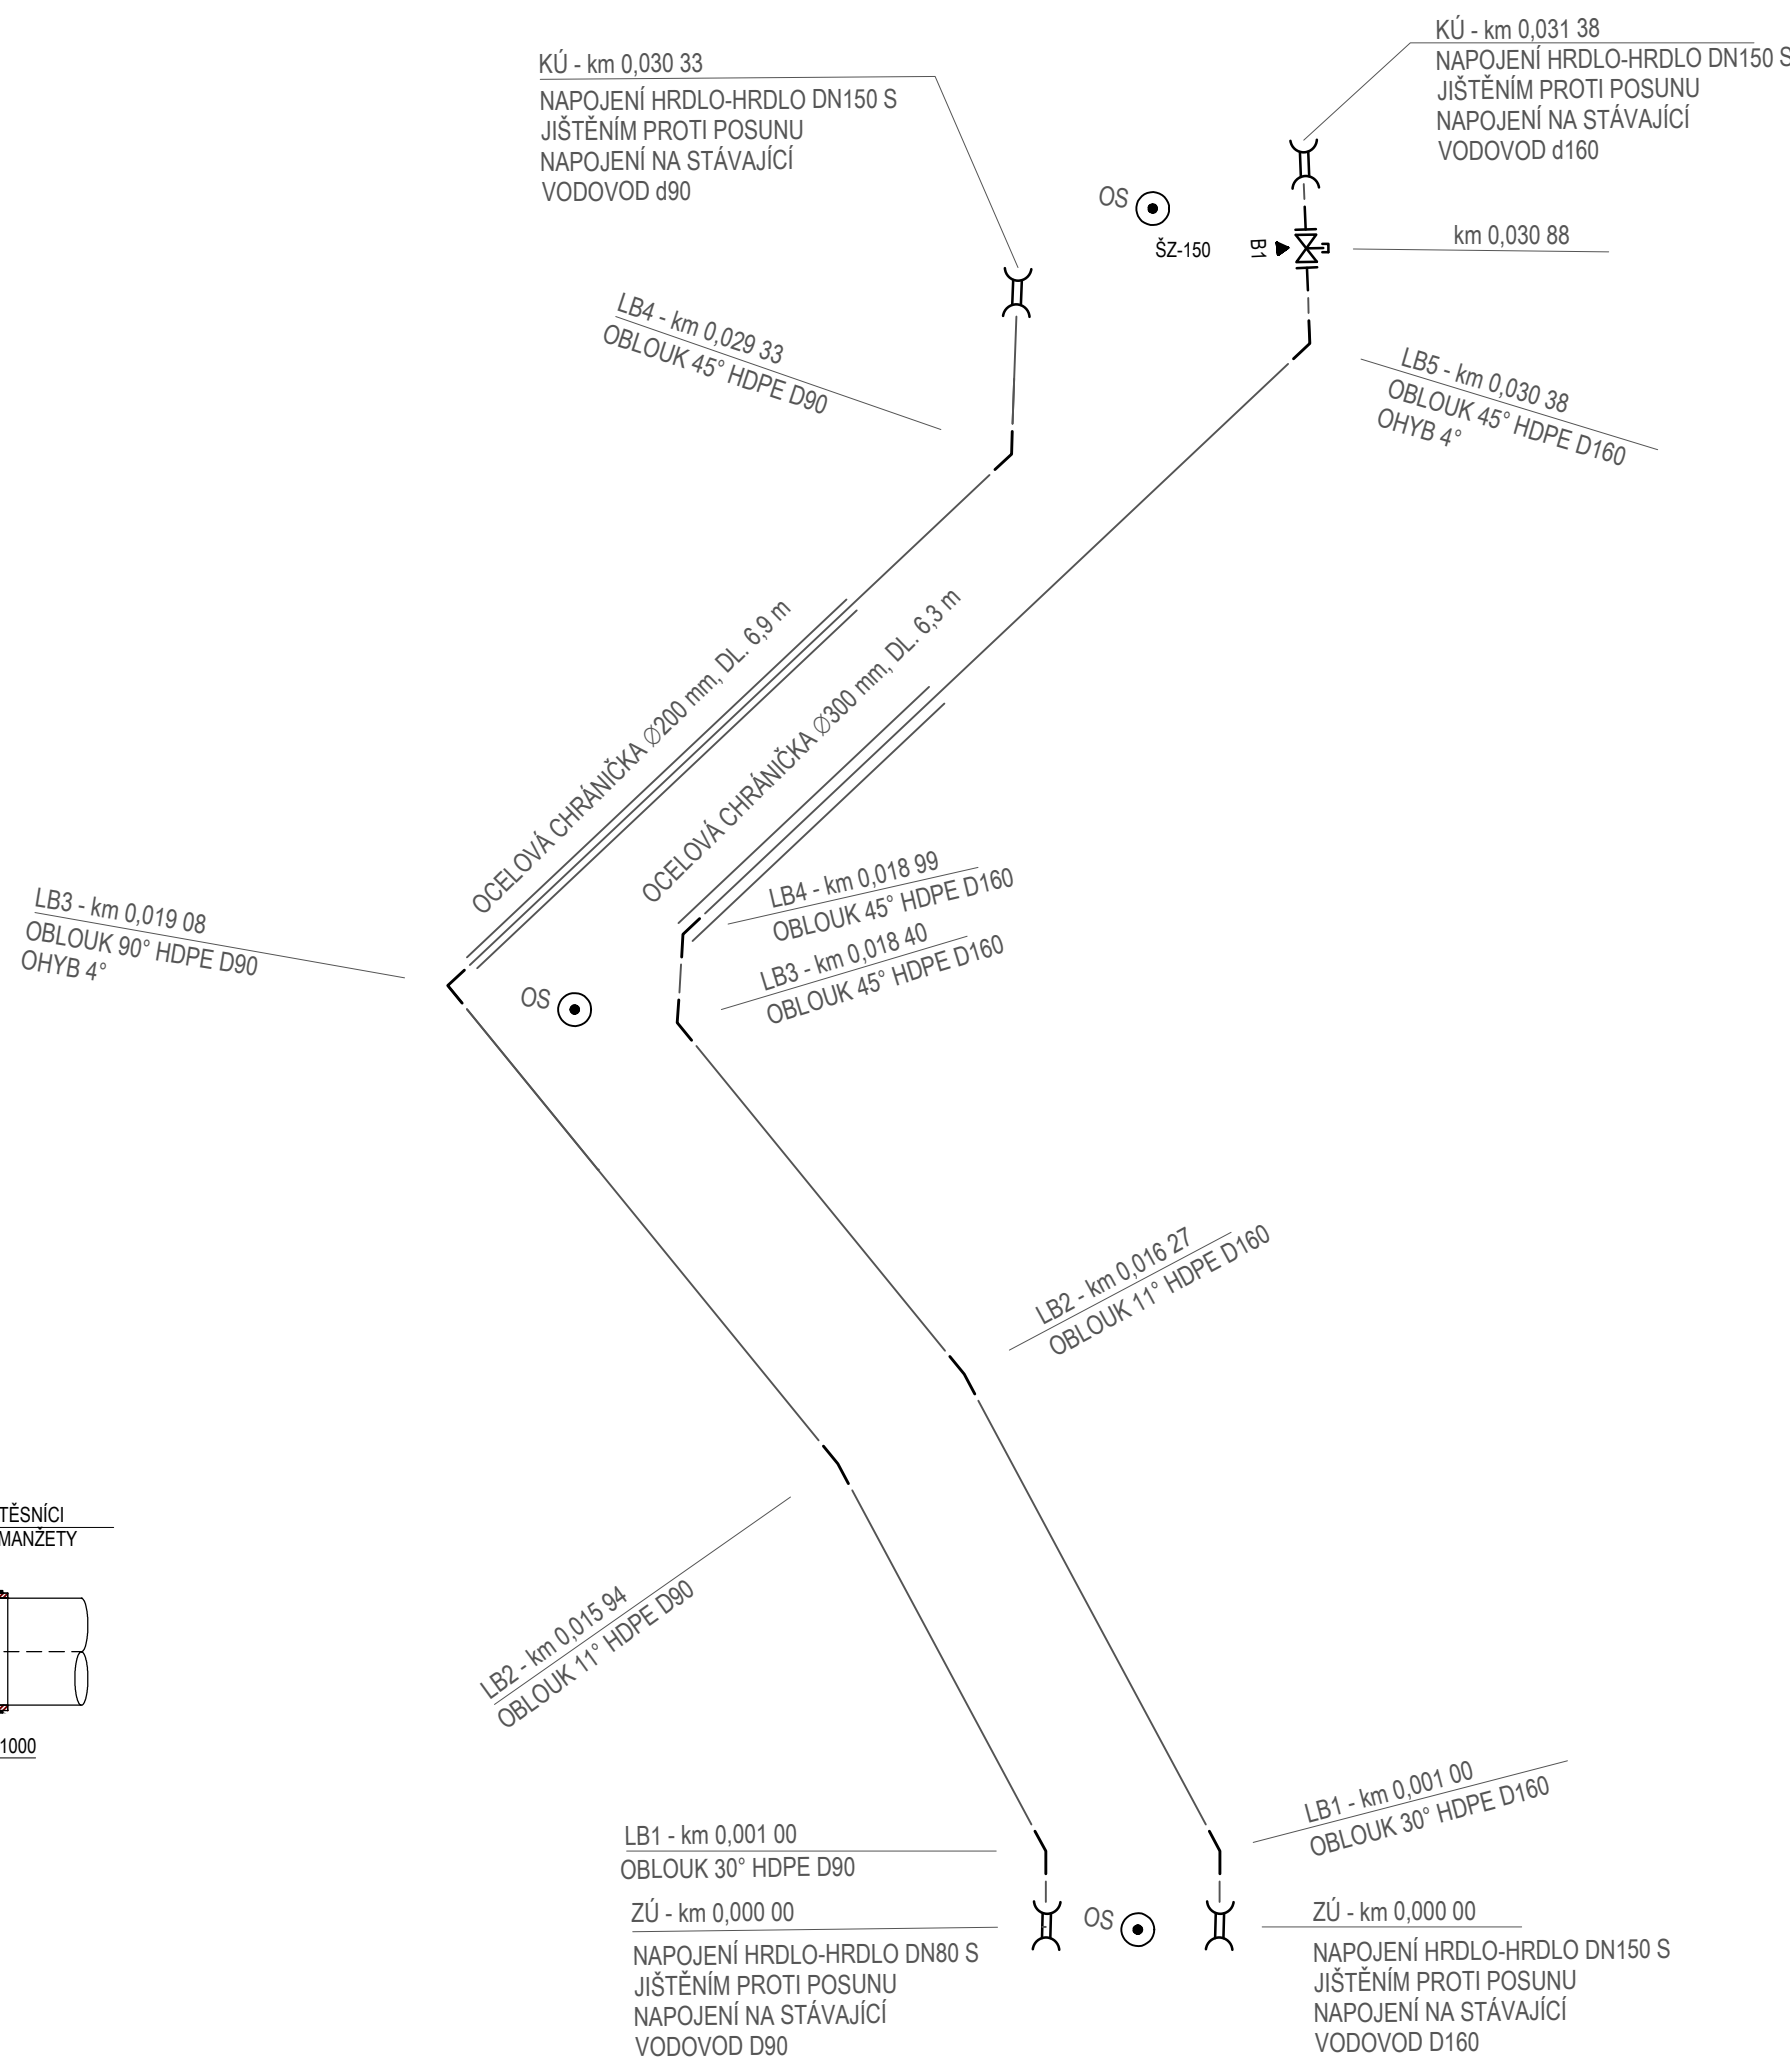 KÚ - km 0,030 33
NAPOJENÍ HRDLO-HRDLO DN150 S
JIŠTĚNÍM PROTI POSUNU
NAPOJENÍ NA STÁVAJÍCÍ
VODOVOD d90
KÚ - km 0,031 38
NAPOJENÍ HRDLO-HRDLO DN150 S
JIŠTĚNÍM PROTI POSUNU
NAPOJENÍ NA STÁVAJÍCÍ
VODOVOD d160
OS
ŠZ-150
B1
km 0,030 88
LB4 - km 0,029 33
OBLOUK 45° HDPE D90
LB5 - km 0,030 38
OBLOUK 45° HDPE D160
OHYB 4°
OCELOVÁ CHRÁNIČKA Ø200 mm, DL. 6,9 m
OCELOVÁ CHRÁNIČKA Ø300 mm, DL. 6,3 m
LB3 - km 0,019 08
OBLOUK 90° HDPE D90
OHYB 4°
LB4 - km 0,018 99
OBLOUK 45° HDPE D160
LB3 - km 0,018 40
OBLOUK 45° HDPE D160
OS
LB2 - km 0,016 27
OBLOUK 11° HDPE D160
TĚSNÍCI
MANŽETY
1000
LB2 - km 0,015 94
OBLOUK 11° HDPE D90
LB1 - km 0,001 00
OBLOUK 30° HDPE D160
LB1 - km 0,001 00
OBLOUK 30° HDPE D90
ZÚ - km 0,000 00
NAPOJENÍ HRDLO-HRDLO DN80 S
JIŠTĚNÍM PROTI POSUNU
NAPOJENÍ NA STÁVAJÍCÍ
VODOVOD D90
OS
ZÚ - km 0,000 00
NAPOJENÍ HRDLO-HRDLO DN150 S
JIŠTĚNÍM PROTI POSUNU
NAPOJENÍ NA STÁVAJÍCÍ
VODOVOD D160